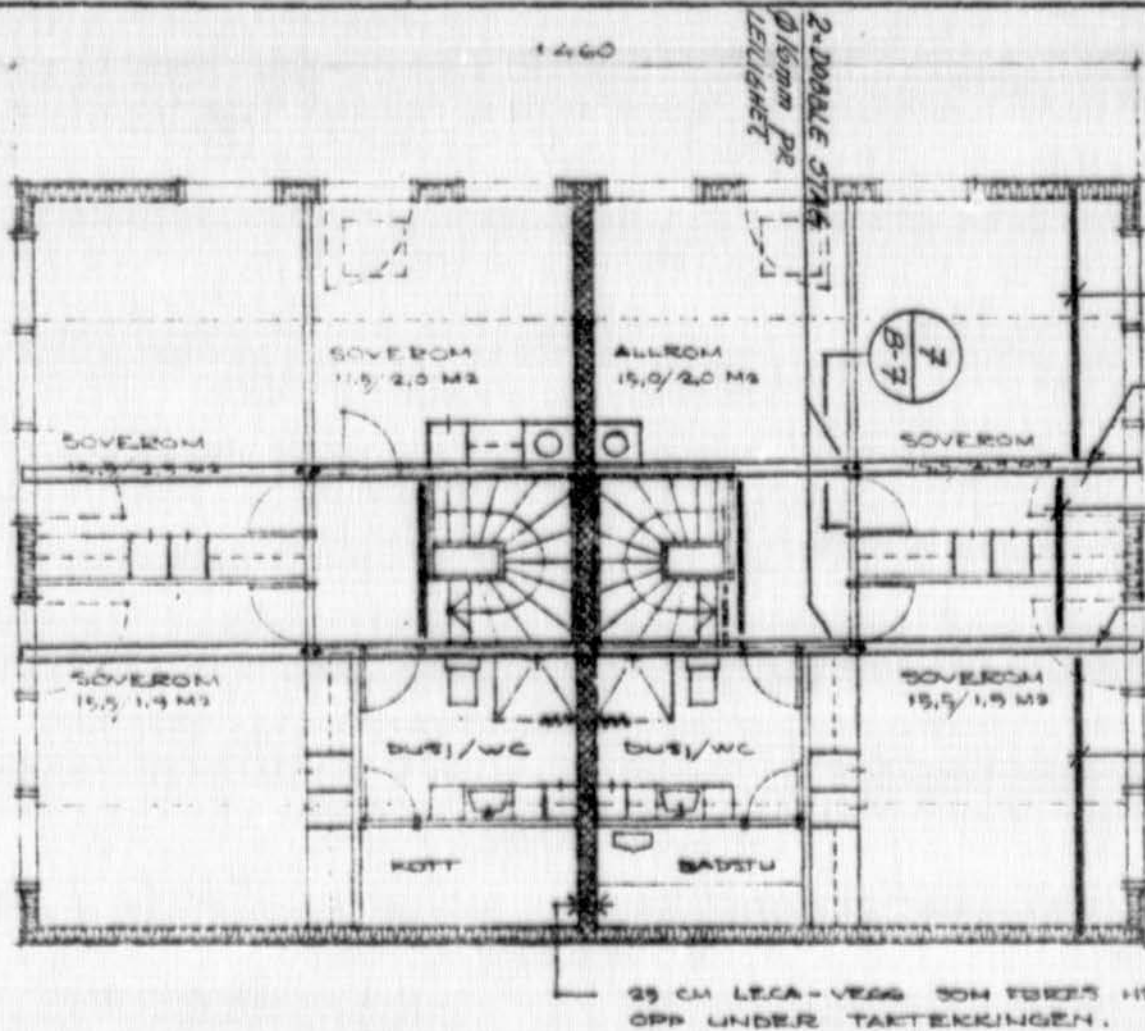 2×DOBBLE STAG
Ø16mm PR
LEILIGHET
SOVEROM
11,5/2,0 M2
ALLROM
15,0/2,0 M2
7
B-7
SOVEROM
SOVEROM
SOVEROM
15,5/1,9 M2
SOVEROM
15,5/1,9 M2
DUSJ/WC
DUSJ/WC
KOTT
BADSTU
25 CM LECA-VEGG SOM FØRES
OPP UNDER TAKTEKKINGEN.